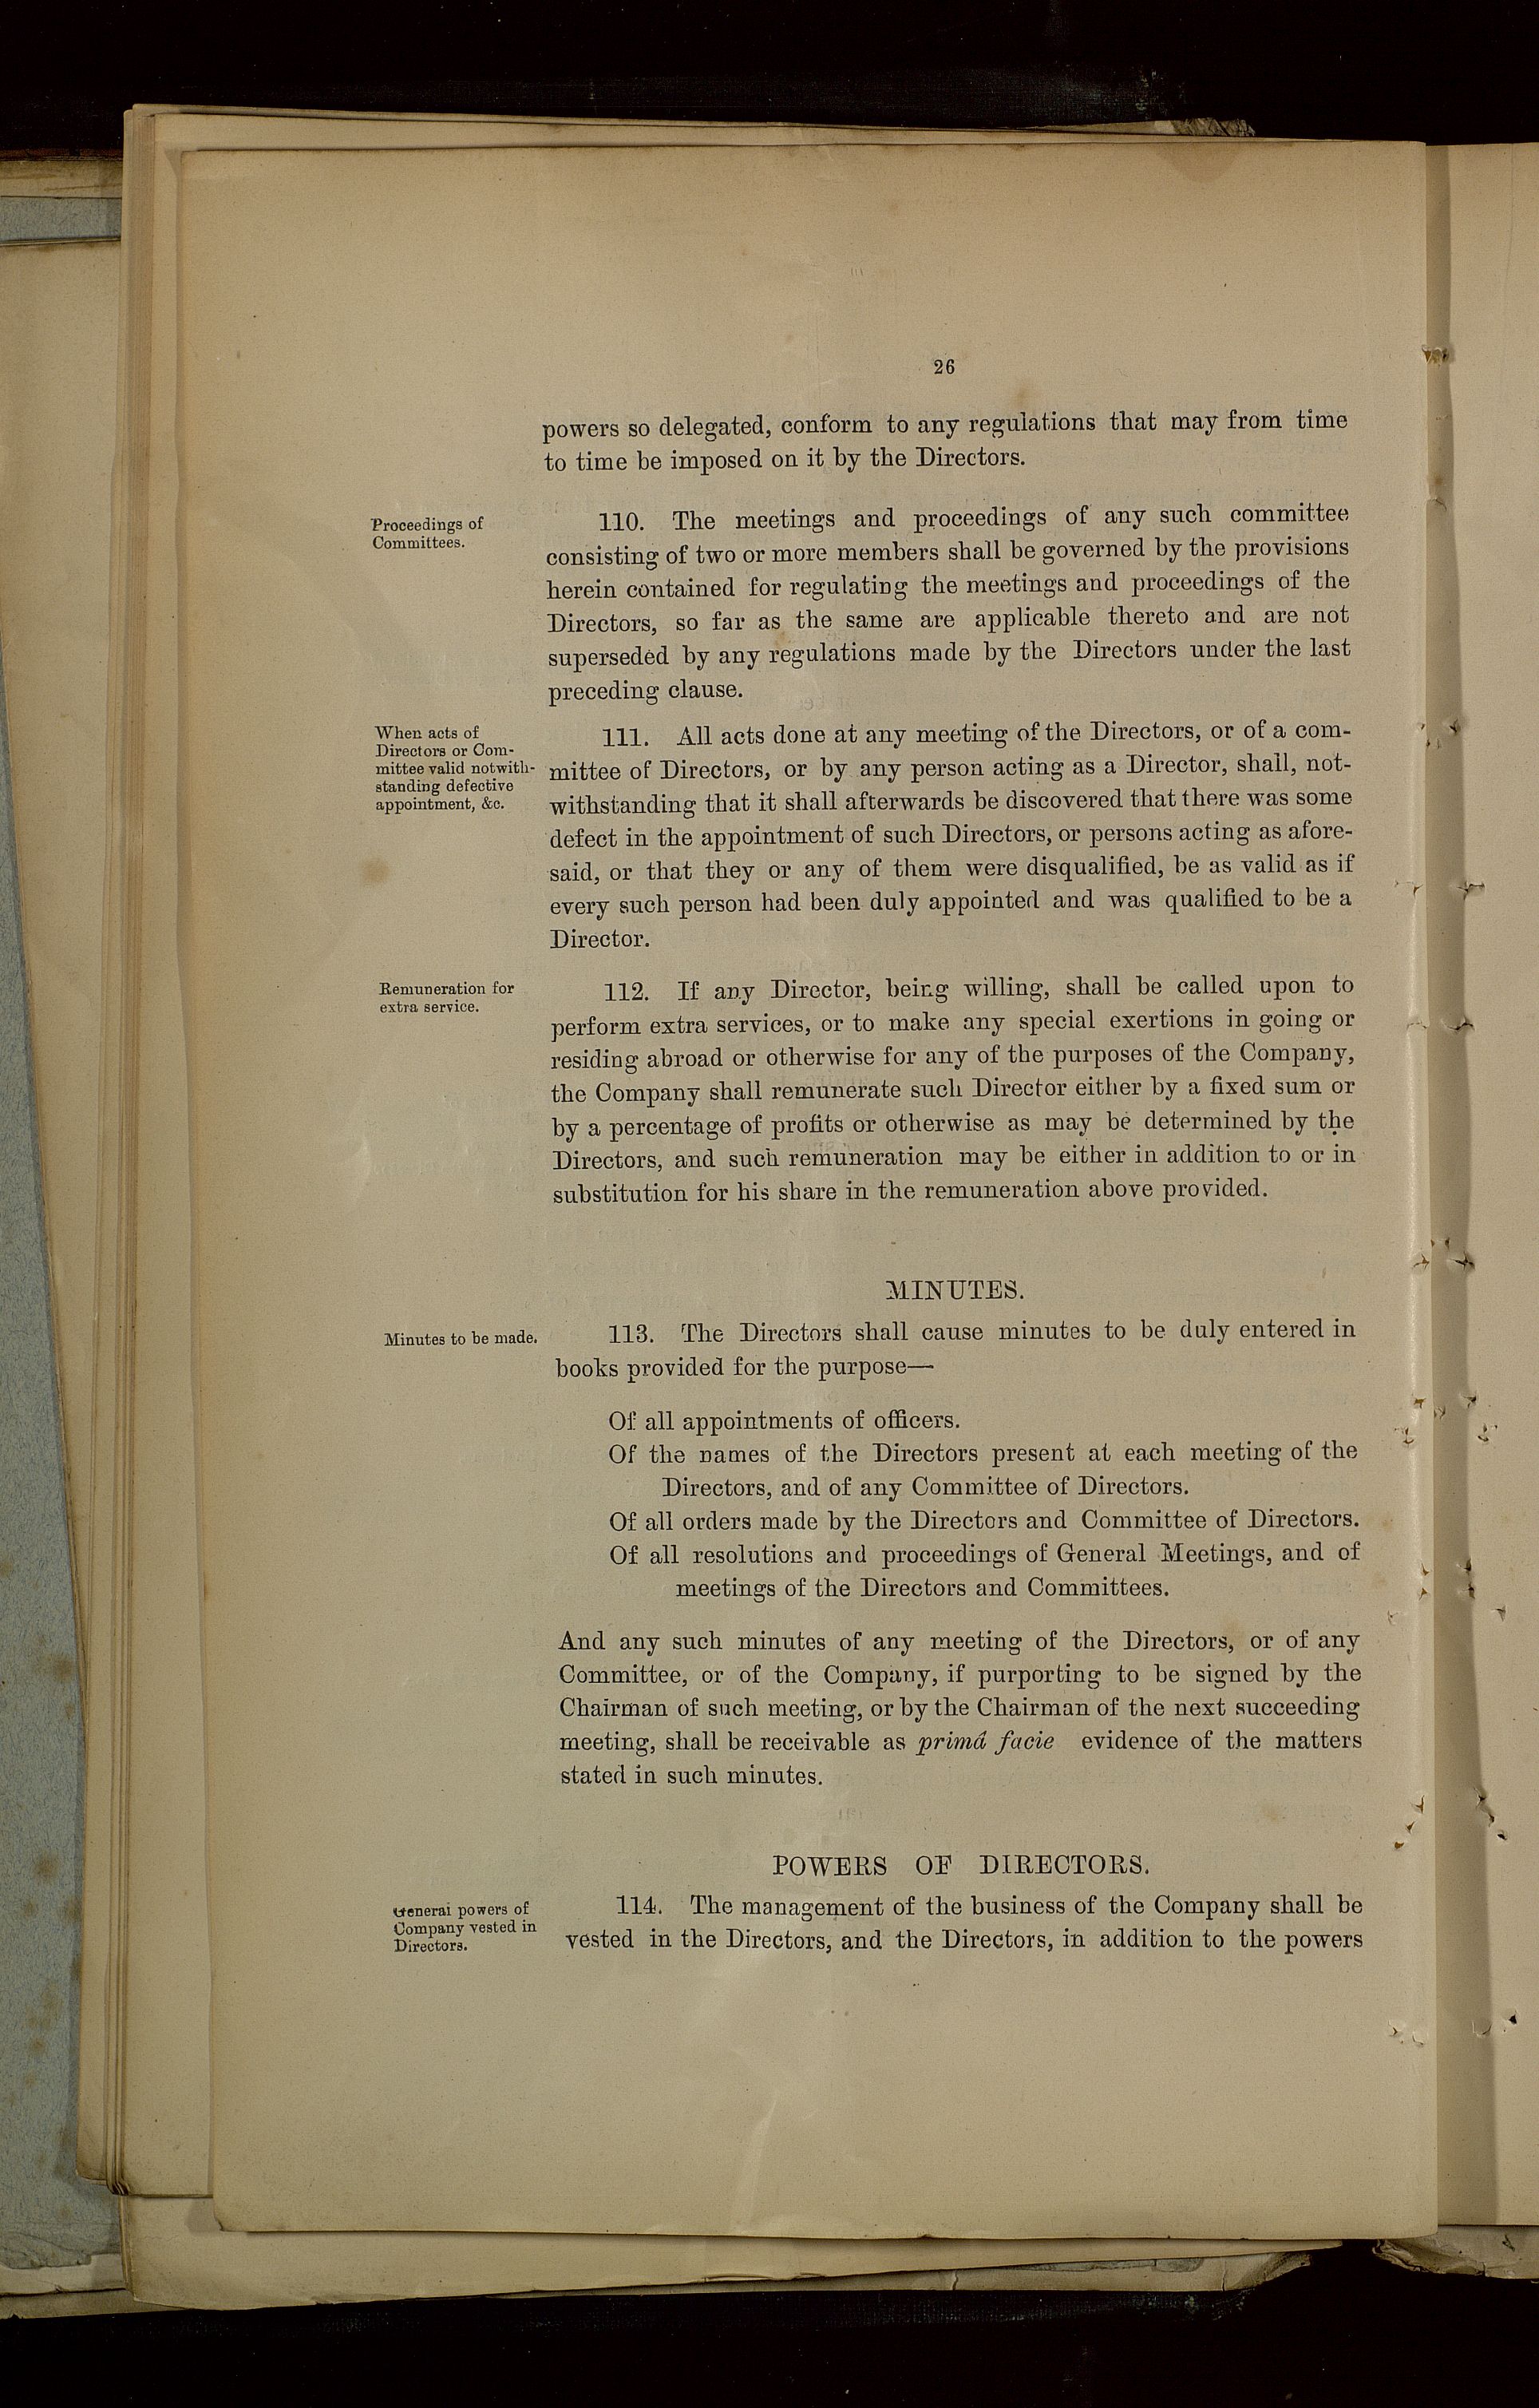 26
powers so delegated, conform to any regulations that may from time
to time be imposed on it by the Directors.
Proceedings of
Committees.
110. The meetings and proceedings of any such committee
consisting of two or more members shall be governed by the provisions
herein contained for regulating the meetings and proceedings of the
Directors, so far as the same are applicable thereto and are not
superseded by any regulations made by the Directors under the last
preceding clause.
When acts of
Directors or Com-
mittee valid notwith-
standing defective
appointment, &c.
111. All acts done at any meeting of the Directors, or of a com-
mittee of Directors, or by any person acting as a Director, shall, not-
withstanding that it shall afterwards be discovered that there was some
defect in the appointment of such Directors, or persons acting as afore-
said, or that they or any of them were disqualified, be as valid as if
every such person had been duly appointed and was qualified to be a
Director.
Remuneration for
extra service.
112. If any Director, being willing, shall be called upon to
perform extra services, or to make any special exertions in going or
residing abroad or otherwise for any of the purposes of the Company,
the Company shall remunerate such Director either by a fixed sum or
by a percentage of profits or otherwise as may be determined by the
Directors, and such remuneration may be either in addition to or in
substitution for his share in the remuneration above provided.
MINUTES.
Minutes to be made.
113. The Directors shall cause minutes to be duly entered in
books provided for the purpose—
Of all appointments of officers.
Of the names of the Directors present at each meeting of the
Directors, and of any Committee of Directors.
Of all orders made by the Directors and Committee of Directors.
Of all resolutions and proceedings of General Meetings, and of
meetings of the Directors and Committees.
And any such minutes of any meeting of the Directors, or of any
Committee, or of the Company, if purporting to be signed by the
Chairman of such meeting, or by the Chairman of the next succeeding
meeting, shall be receivable as primâ facie evidence of the matters
stated in such minutes.
POWERS OF DIRECTORS.
General powers of
Company vested in
Directors.
114. The management of the business of the Company shall be
vested in the Directors, and the Directors, in addition to the powers